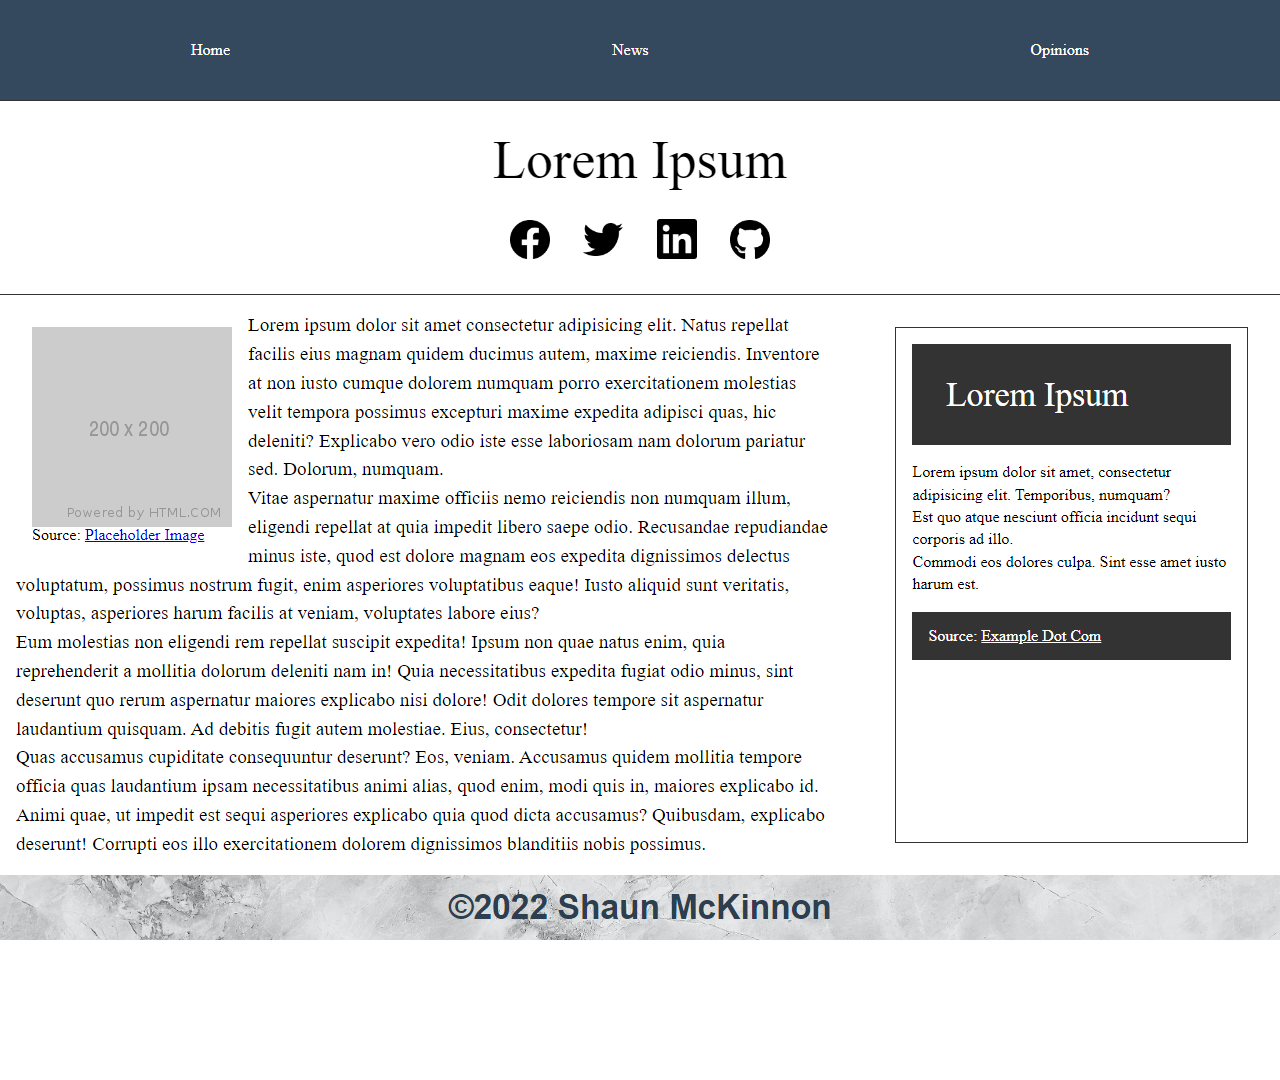 Home
News
Opinions
Lorem Ipsum
in
200 x 200
Powered by HTML.COM
Source: Placeholder Image
Lorem ipsum dolor sit amet consectetur adipisicing elit. Natus repellat
facilis eius magnam quidem ducimus autem, maxime reiciendis. Inventore
at non iusto cumque dolorem numquam porro exercitationem molestias
velit tempora possimus excepturi maxime expedita adipisci quas, hic
deleniti? Explicabo vero odio iste esse laboriosam nam dolorum pariatur
sed. Dolorum, numquam.
Vitae aspernatur maxime officiis nemo reiciendis non numquam illum,
eligendi repellat at quia impedit libero saepe odio. Recusandae repudiandae
minus iste, quod est dolore magnam eos expedita dignissimos delectus
voluptatum, possimus nostrum fugit, enim asperiores voluptatibus eaque! Iusto aliquid sunt veritatis,
voluptas, asperiores harum facilis at veniam, voluptates labore eius?
Eum molestias non eligendi rem repellat suscipit expedita! Ipsum non quae natus enim, quia
reprehenderit a mollitia dolorum deleniti nam in! Quia necessitatibus expedita fugiat odio minus, sint
deserunt quo rerum aspernatur maiores explicabo nisi dolore! Odit dolores tempore sit aspernatur
laudantium quisquam. Ad debitis fugit autem molestiae. Eius, consectetur!
Quas accusamus cupiditate consequuntur deserunt? Eos, veniam. Accusamus quidem mollitia tempore
officia quas laudantium ipsam necessitatibus animi alias, quod enim, modi quis in, maiores explicabo id.
Animi quae, ut impedit est sequi asperiores explicabo quia quod dicta accusamus? Quibusdam, explicabo
deserunt! Corrupti eos illo exercitationem dolorem dignissimos blanditiis nobis possimus.
Lorem Ipsum
Lorem ipsum dolor sit amet, consectetur
adipisicing elit. Temporibus, numquam?
Est quo atque nesciunt officia incidunt sequi
corporis ad illo.
Commodi eos dolores culpa. Sint esse amet iusto
harum est.
Source: Example Dot Com
©2022 Shaun McKinnon